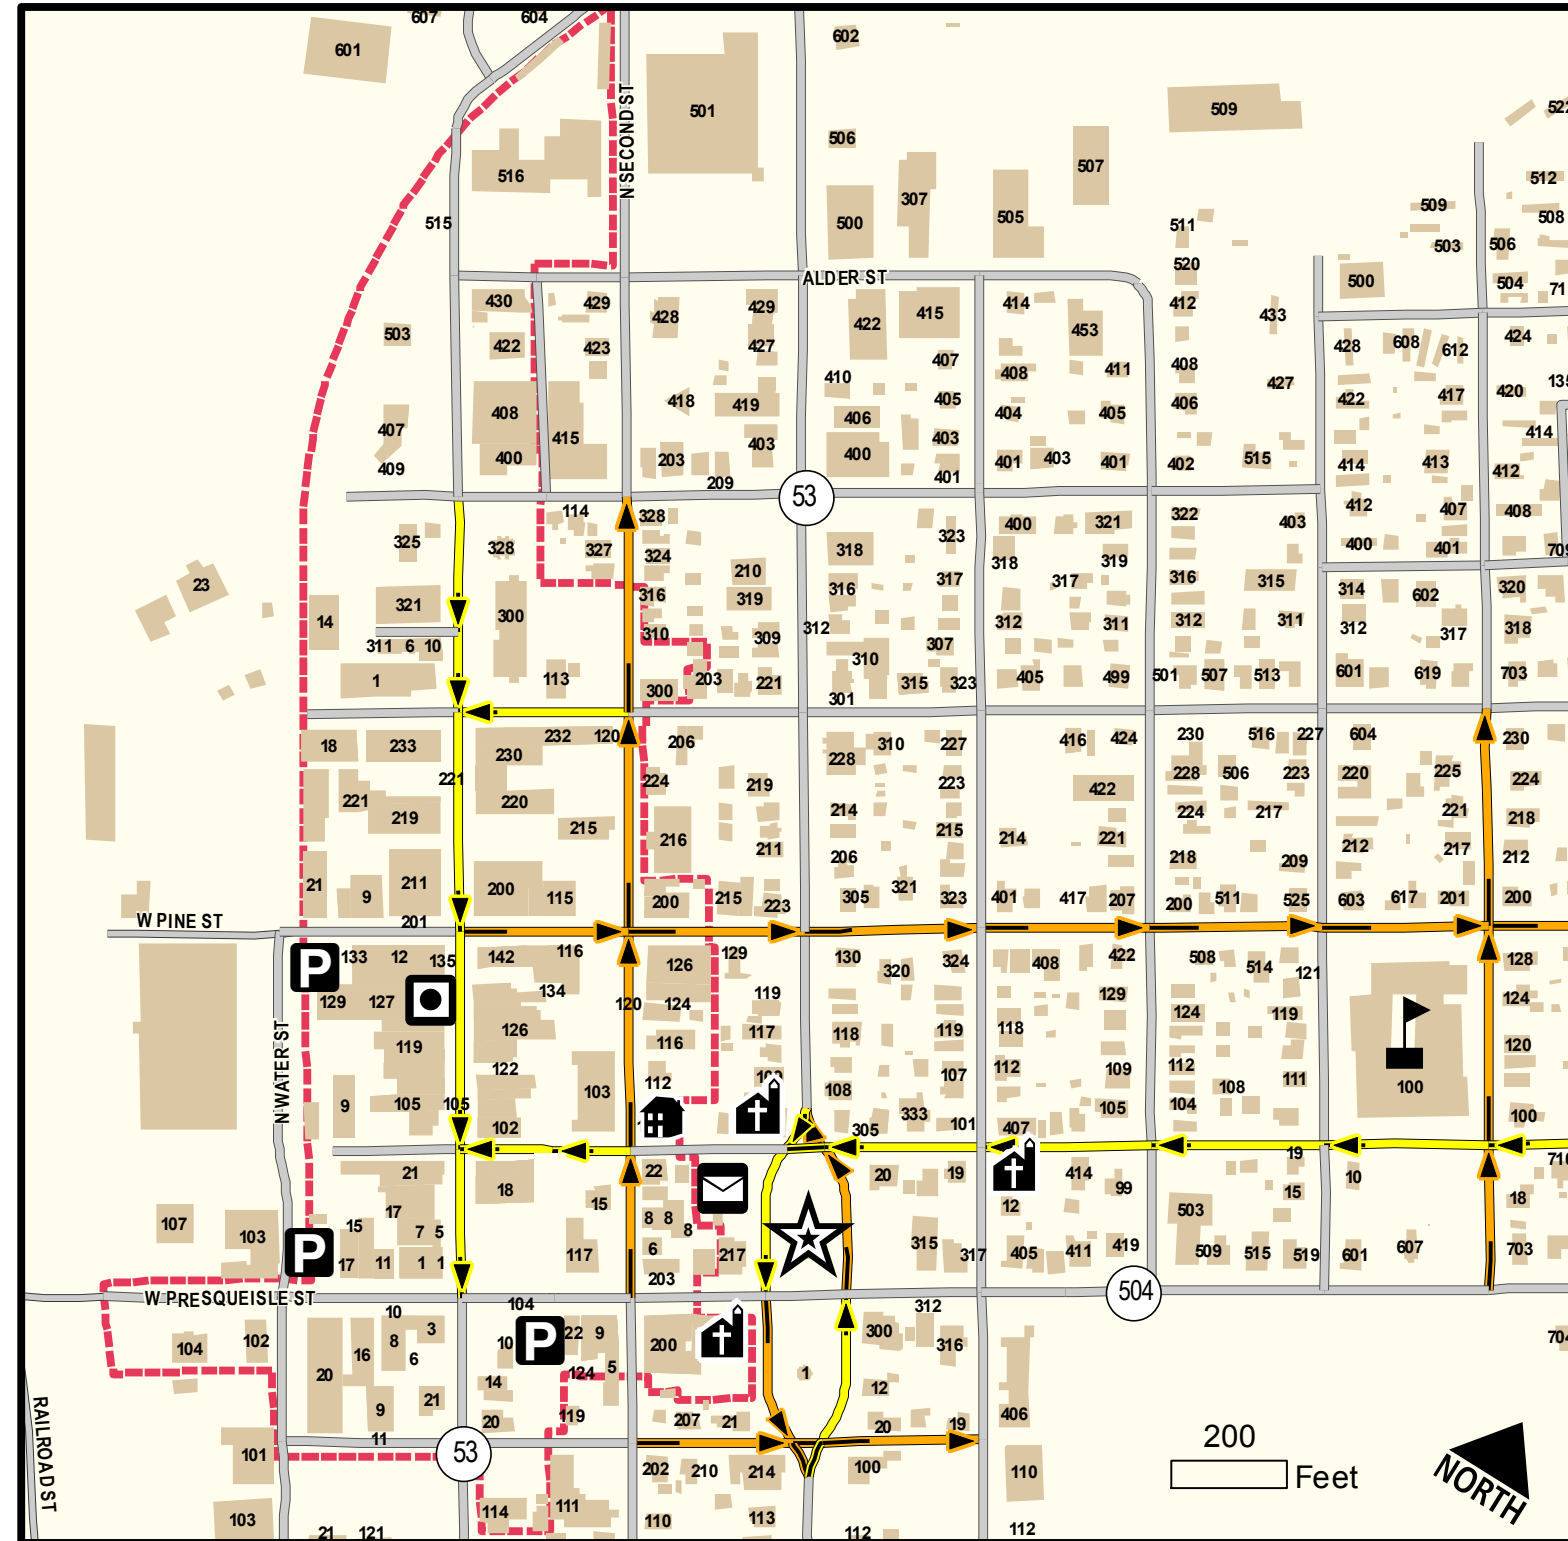 607 604
601 602
501 509 522
506
N SECOND ST
516 507
307 512
515 500 505 511 509 508
503 506
520
ALDER ST
500 504 71
430 429 428 429 422 415 414 412 433
503 422 423 427 453 428 608 612 424
407 408 408
410 411 427 420 135
408 418 419 406 405 404 405 406 422 417
407 415 403 403 414
409 400 203 400 401 403 401 402 515 414 413 412
209 401
53
114 328 400 321 322 403 412 407 408
325 328 327 324 318 323 318 319 400 401 709
23 210 317 317 316 315 314 602 320
321 300 316 319 316
14 310 309 312 312 311 312 311 312 317 318
311 6 10 307
1 113 300 203 221 310 315 323 405 499 501 507 513 601 619 703
301
18 233 232 120 206 310 227 416 424 230 516 227 604 230
230 228
221 224 219 223 228 506 223 220 225 224
221 220 422
219 215 214 215 214 221 224 217 221 218
216 211 206 218 209 212 217 212
21 9 211 200 115 200 215 223 305 321 323 401 417 207 200 511 525 603 617 201 200
W PINE ST 201
P 133 12 135 142 116 126 129 130 320 324 408 422 508 514 121 128
129 127 134 120 124 119 129 124 119 124
126 116 117 118 119 118
119 120
N WATER ST
122 112 109 112
103 108 107 108 111 100
9 105 105 104 100
102 333 101 407
305
21 22 20 19 414 19 10 710
18 15 12 99 15 18
107 103 15 17 7 5 8 8 8 503
P 17 11 1 1 117 6 217 315 317 405 411 419 509 515 519 601 607 703
203
W PRESQUEISLE ST 104 504
10 312
104 102 8 3 10 P 22 9 200 300 316 704
16 6
20 124 5 1
14 12
9 21 20 119 207 21 20 19 406
RAILROAD ST
11
53
200
Feet
NORTH
101 202 210 214 100 110
103 114 111 110 113
21 121 112 112